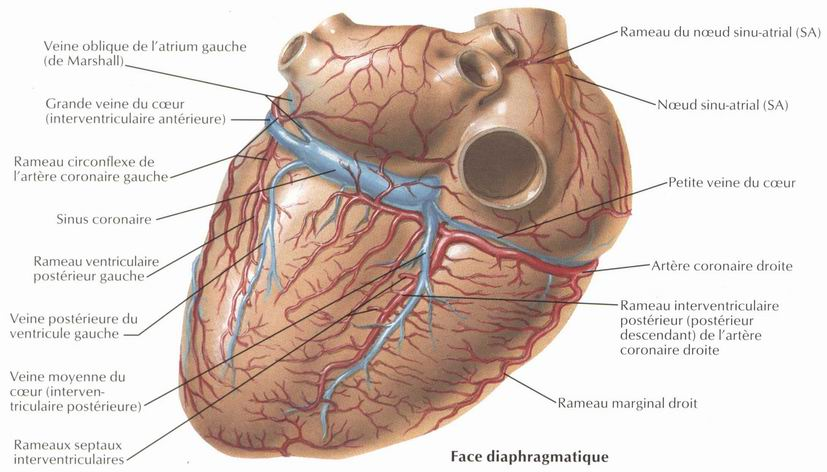 Veine oblique de l'atrium gauche
(de Marshall)
Grande veine du cœur
(interventriculaire antérieure)
Rameau circonflexe de
l'artère coronaire gauche
Sinus coronaire
Rameau ventriculaire
postérieur gauche
Veine postérieure du
ventricule gauche
Veine moyenne du
cœur (interven-
triculaire postérieure)
Rameaux septaux
interventriculaires
Rameau du nœud sinu-atrial (SA)
Nœud sinu-atrial (SA)
Petite veine du cœur
Artère coronaire droite
Rameau interventriculaire
postérieur (postérieur
descendant) de l'artère
coronaire droite
Rameau marginal droit
Face diaphragmatique